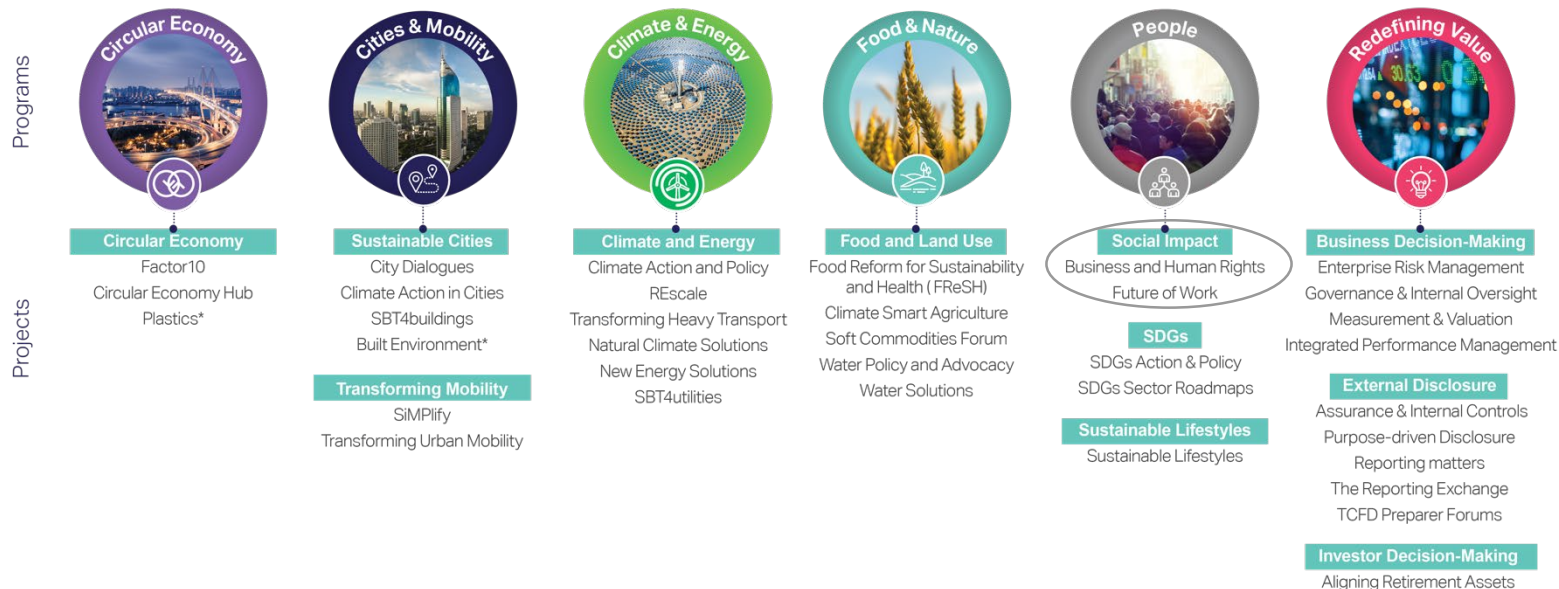 Programs
Circular Economy
Cities & Mobility
Climate & Energy
Food & Nature
People
Redefining Value
30.63
Projects
Circular Economy
Factor10
Circular Economy Hub
Plastics*
Sustainable Cities
City Dialogues
Climate Action in Cities
SBT4buildings
Built Environment*
Transforming Mobility
SiMPlify
Transforming Urban Mobility
Climate and Energy
Climate Action and Policy
REscale
Transforming Heavy Transport
Natural Climate Solutions
New Energy Solutions
SBT4utilities
Food and Land Use
Food Reform for Sustainability
and Health ( FReSH)
Climate Smart Agriculture
Soft Commodities Forum
Water Policy and Advocacy
Water Solutions
Social Impact
Business and Human Rights
Future of Work
SDGs
SDGs Action & Policy
SDGs Sector Roadmaps
Sustainable Lifestyles
Sustainable Lifestyles
Business Decision-Making
Enterprise Risk Management
Governance & Internal Oversight
Measurement & Valuation
Integrated Performance Management
External Disclosure
Assurance & Internal Controls
Purpose-driven Disclosure
Reporting matters
The Reporting Exchange
TCFD Preparer Forums
Investor Decision-Making
Aligning Retirement Assets